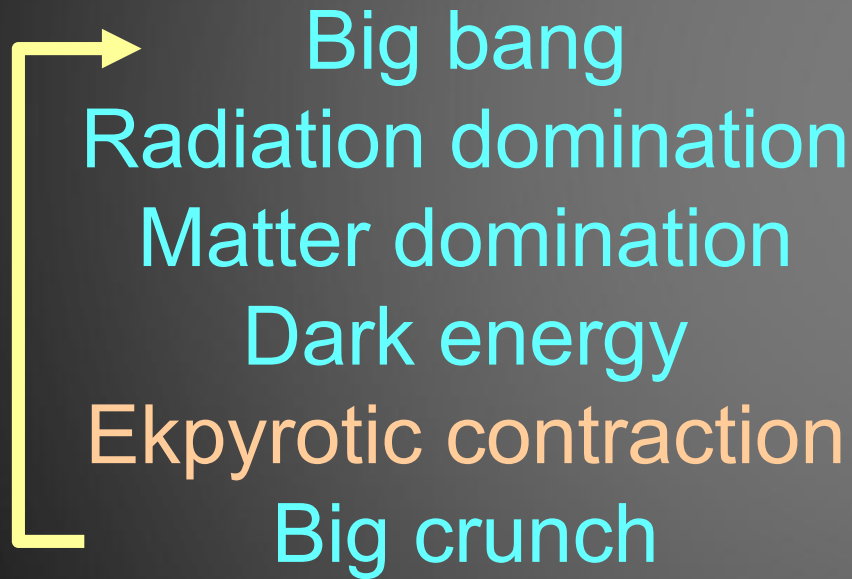 Big bang
Radiation domination
Matter domination
Dark energy
Ekpyrotic contraction
Big crunch